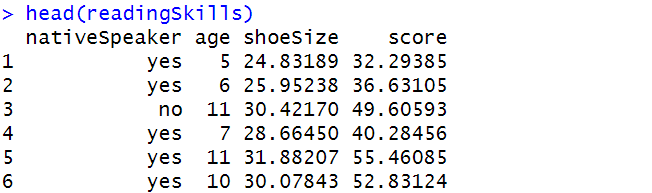 > head(readingSkills)
  nativeSpeaker age shoeSize    score
1           yes   5 24.83189 32.29385
2           yes   6 25.95238 36.63105
3            no  11 30.42170 49.60593
4           yes   7 28.66450 40.28456
5           yes  11 31.88207 55.46085
6           yes  10 30.07843 52.83124